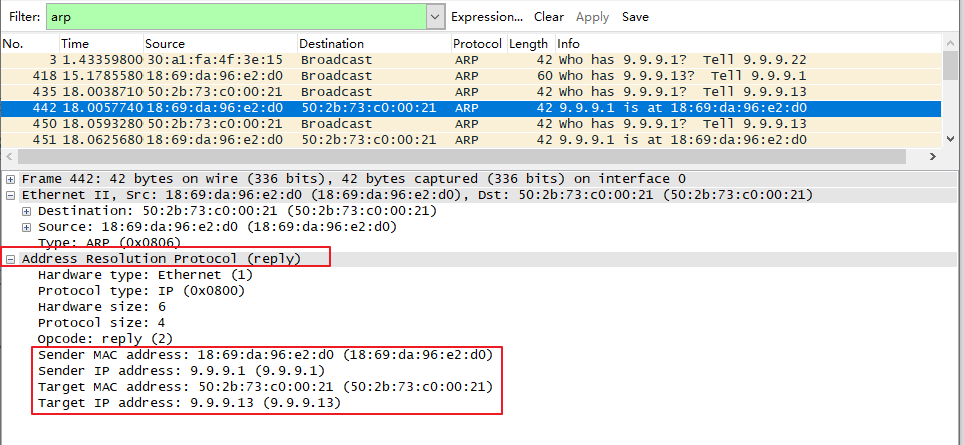 Filter: arp Expression... Clear Apply Save
No. Time Source Destination Protocol Length Info
3 1.43359800 30:a1:fa:4f:3e:15 Broadcast ARP 42 Who has 9.9.9.1? Tell 9.9.9.22
418 15.1785580 18:69:da:96:e2:d0 Broadcast ARP 60 Who has 9.9.9.13? Tell 9.9.9.1
435 18.0038710 50:2b:73:c0:00:21 Broadcast ARP 42 Who has 9.9.9.1? Tell 9.9.9.13
442 18.0057740 18:69:da:96:e2:d0 50:2b:73:c0:00:21 ARP 42 9.9.9.1 is at 18:69:da:96:e2:d0
450 18.0593280 50:2b:73:c0:00:21 Broadcast ARP 42 Who has 9.9.9.1? Tell 9.9.9.13
451 18.0625680 18:69:da:96:e2:d0 50:2b:73:c0:00:21 ARP 42 9.9.9.1 is at 18:69:da:96:e2:d0
Frame 442: 42 bytes on wire (336 bits), 42 bytes captured (336 bits) on interface 0
Ethernet II, Src: 18:69:da:96:e2:d0 (18:69:da:96:e2:d0), Dst: 50:2b:73:c0:00:21 (50:2b:73:c0:00:21)
Destination: 50:2b:73:c0:00:21 (50:2b:73:c0:00:21)
Source: 18:69:da:96:e2:d0 (18:69:da:96:e2:d0)
Type: ARP (0x0806)
Address Resolution Protocol (reply)
Hardware type: Ethernet (1)
Protocol type: IP (0x0800)
Hardware size: 6
Protocol size: 4
Opcode: reply (2)
Sender MAC address: 18:69:da:96:e2:d0 (18:69:da:96:e2:d0)
Sender IP address: 9.9.9.1 (9.9.9.1)
Target MAC address: 50:2b:73:c0:00:21 (50:2b:73:c0:00:21)
Target IP address: 9.9.9.13 (9.9.9.13)